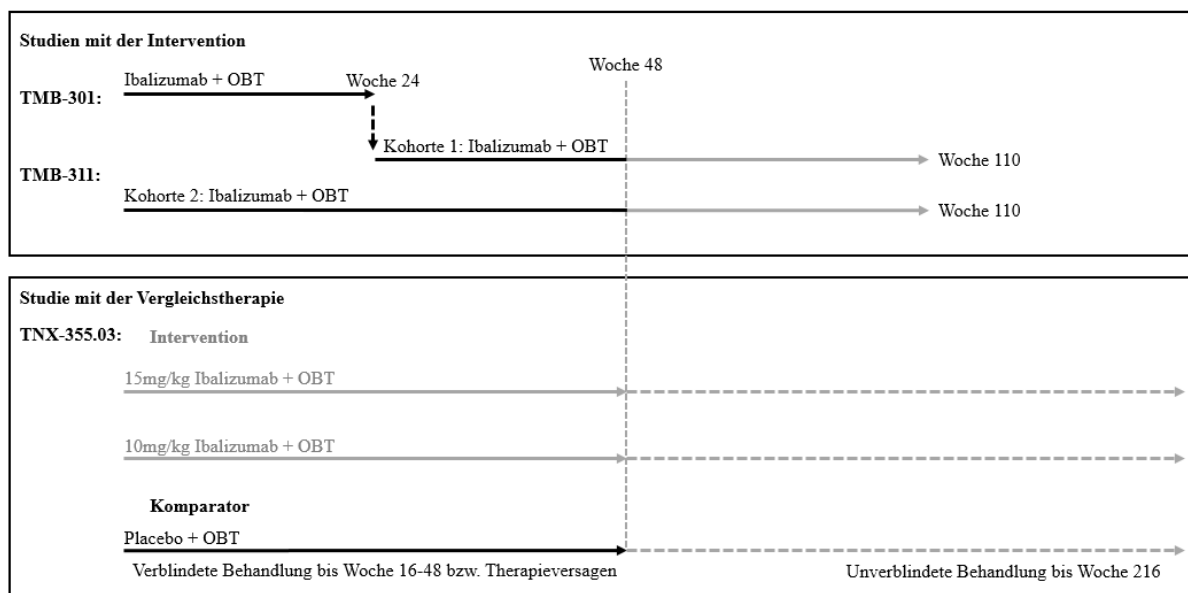 Studien mit der Intervention
Woche 48
Ibalizumab + OBT
Woche 24
TMB-301:
Kohorte 1: Ibalizumab + OBT
Woche 110
TMB-311:
Kohorte 2: Ibalizumab + OBT
Woche 110
Studie mit der Vergleichstherapie
TNX-355.03: Intervention
15mg/kg Ibalizumab + OBT
10mg/kg Ibalizumab + OBT
Komparator
Placebo + OBT
Verblindete Behandlung bis Woche 16-48 bzw. Therapieversagen
Unverblindete Behandlung bis Woche 216